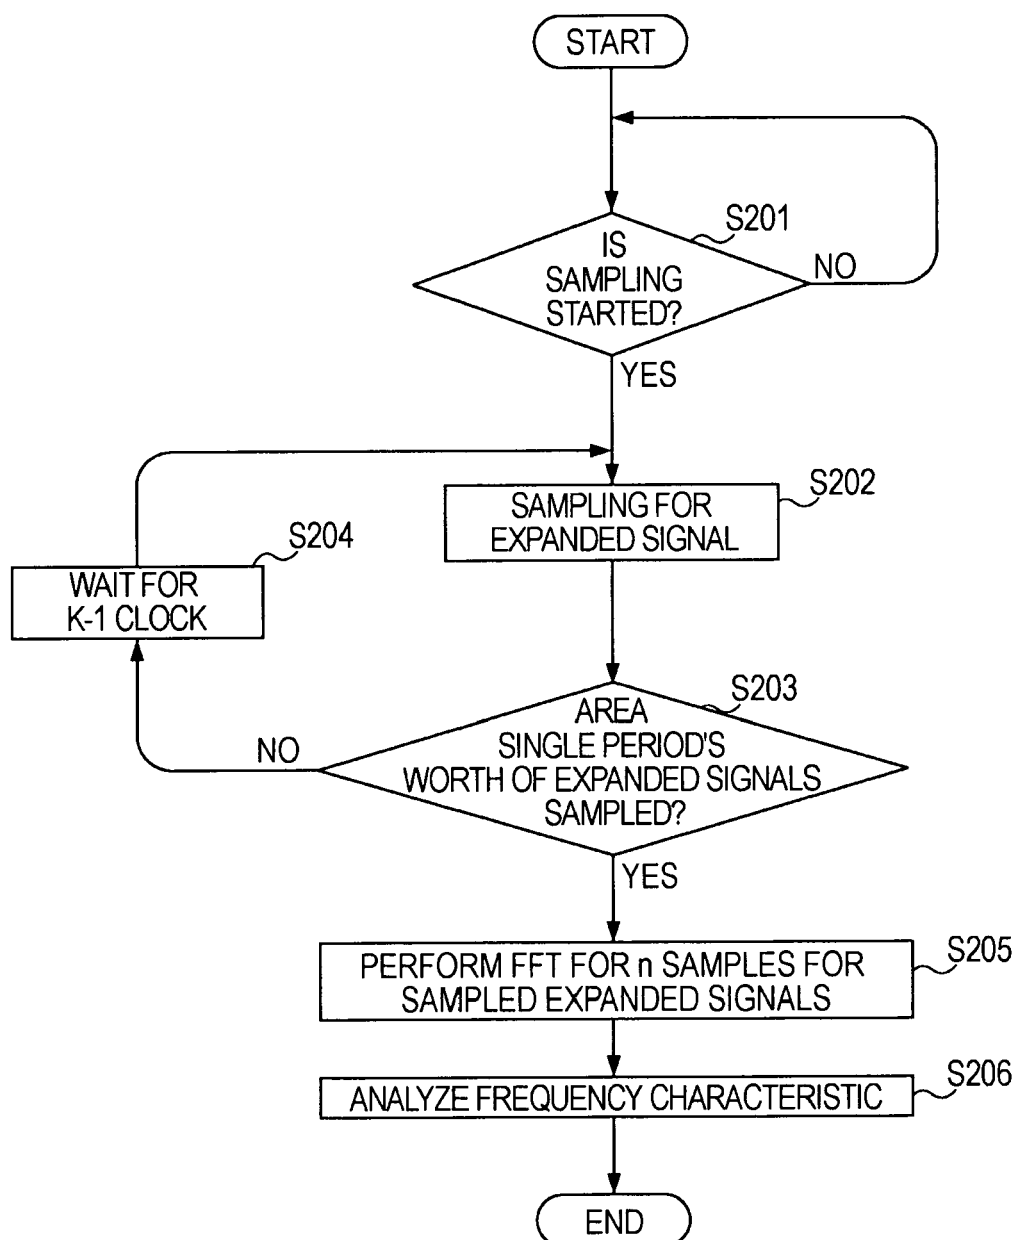 START
S201
IS
SAMPLING
STARTED?
NO
YES
S202
SAMPLING FOR
EXPANDED SIGNAL
S204
WAIT FOR
K-1 CLOCK
S203
AREA
SINGLE PERIOD'S
WORTH OF EXPANDED SIGNALS
SAMPLED?
NO
YES
S205
PERFORM FFT FOR n SAMPLES FOR
SAMPLED EXPANDED SIGNALS
S206
ANALYZE FREQUENCY CHARACTERISTIC
END